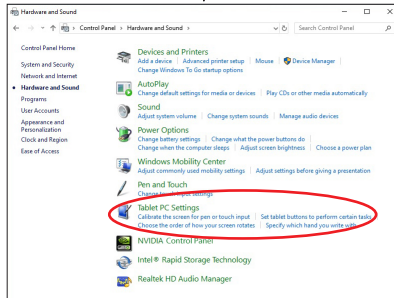 Hardware and Sound
Control Panel > Hardware and Sound >
Search Control Panel
Control Panel Home
System and Security
Network and Internet
Hardware and Sound
Programs
User Accounts
Appearance and
Personalization
Clock and Region
Ease of Access
Devices and Printers
Add a device | Advanced printer setup | Mouse | Device Manager |
Change Windows To Go startup options
AutoPlay
Change default settings for media or devices | Play CDs or other media automatically
Sound
Adjust system volume | Change system sounds | Manage audio devices
Power Options
Change battery settings | Change what the power buttons do |
Change when the computer sleeps | Adjust screen brightness | Choose a power plan
Windows Mobility Center
Adjust commonly used mobility settings | Adjust settings before giving a presentation
Pen and Touch
Change touch input settings
Tablet PC Settings
Calibrate the screen for pen or touch input | Set tablet buttons to perform certain tasks
Choose the order of how your screen rotates | Specify which hand you write with
NVIDIA Control Panel
Intel® Rapid Storage Technology
Realtek HD Audio Manager